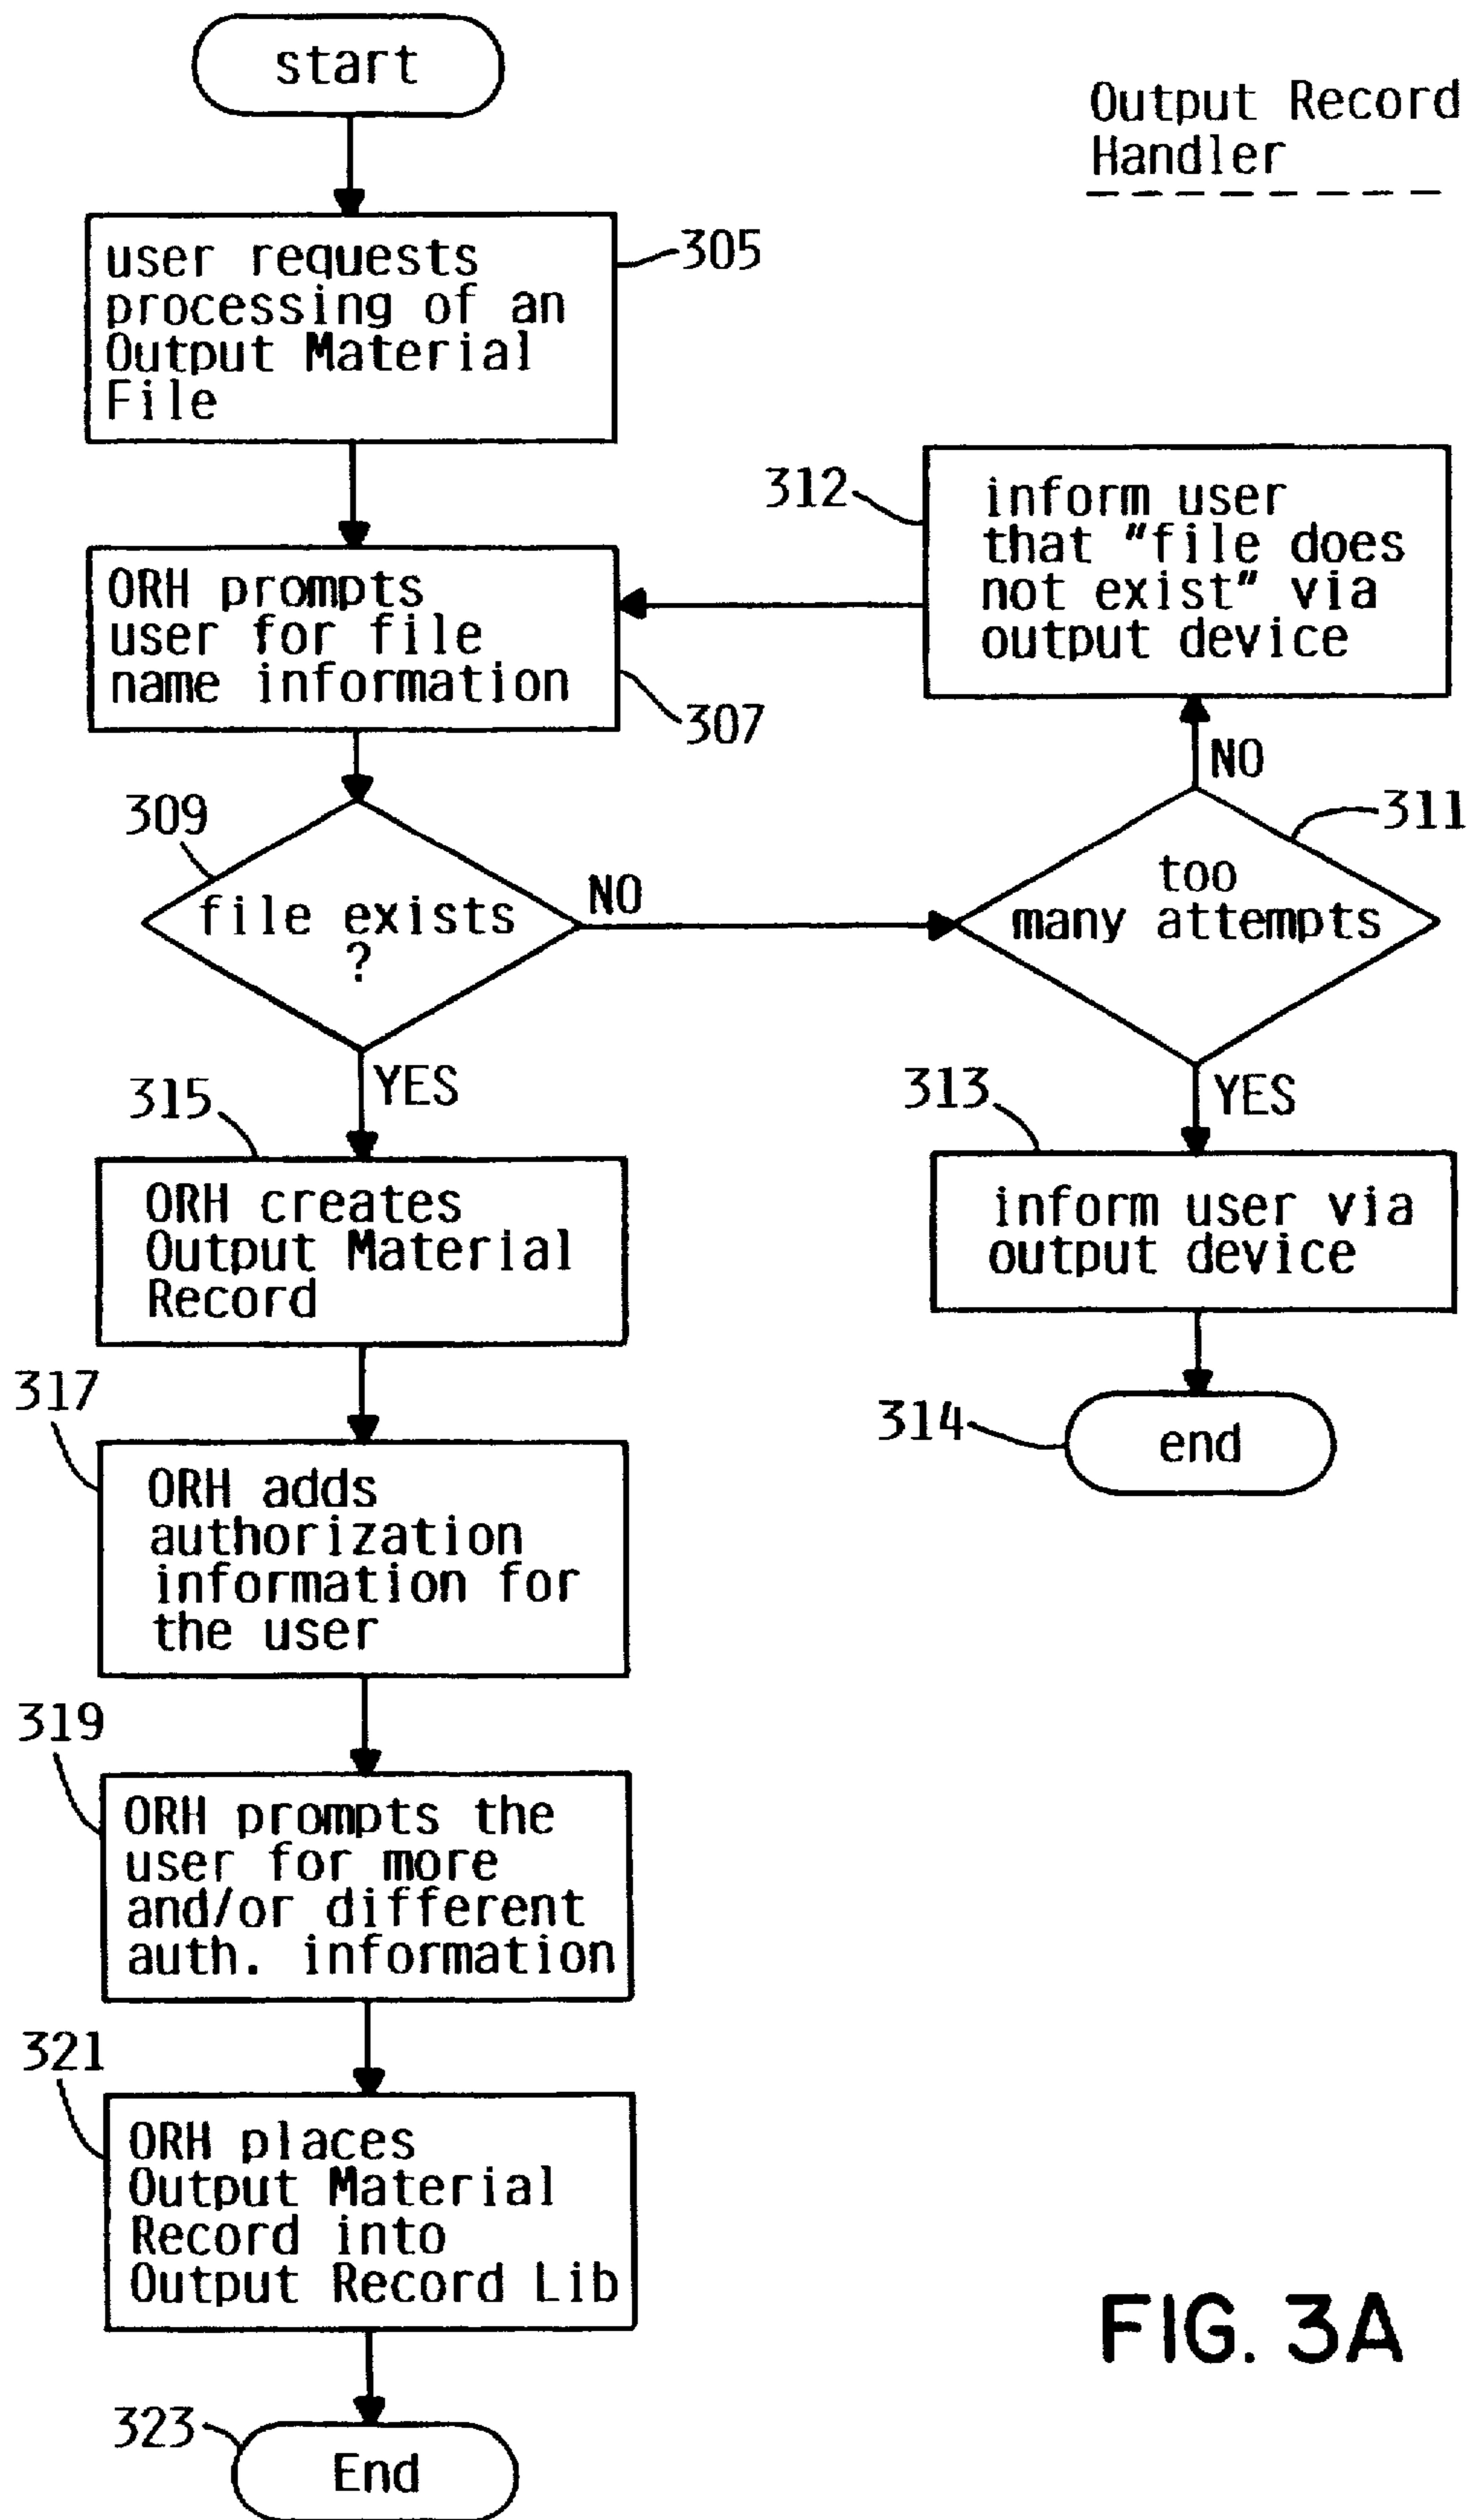 start
Output Record
Handler
user requests
processing of an
Output Material
File
305
312
inform user
that "file does
not exist" via
output device
ORH prompts
user for file
name information
307
NO
311
309
file exists
?
NO
too
many attempts
YES
315
313
YES
ORH creates
Output Material
Record
inform user via
output device
317
314
end
ORH adds
authorization
information for
the user
319
ORH prompts the
user for more
and/or different
auth. information
321
ORH places
Output Material
Record into
Output Record Lib
FIG. 3A
323
End